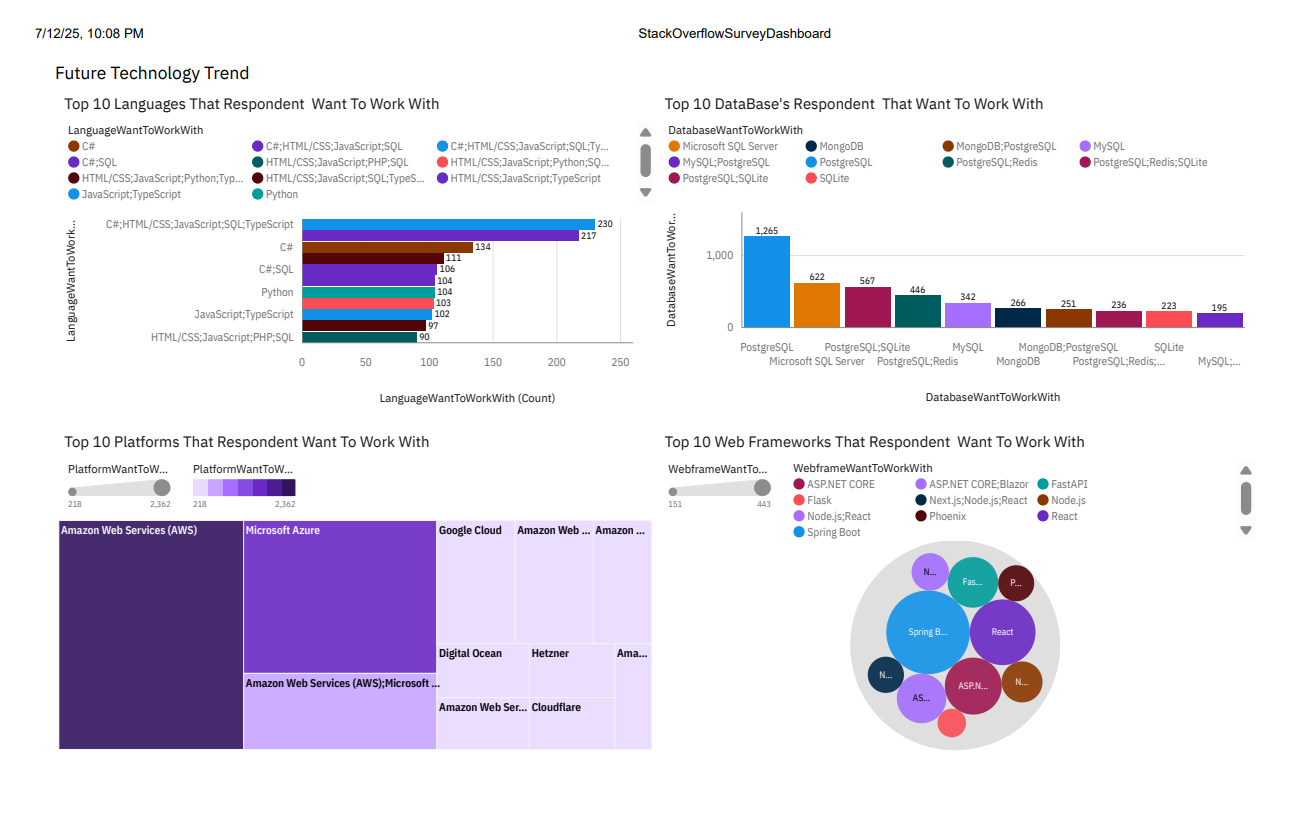 7/12/25, 10:08 PM
StackOverflowSurveyDashboard
Future Technology Trend
Top 10 Languages That Respondent Want To Work With
LanguageWantToWorkWith
C#
C#;HTML/CSS;JavaScript;SQL
C#;HTML/CSS;JavaScript;SQL;Ty...
C#;SQL
HTML/CSS;JavaScript;PHP;SQL
HTML/CSS;JavaScript;Python;SQ...
HTML/CSS;JavaScript;Python;Typ...
HTML/CSS;JavaScript;SQL;TypeS...
HTML/CSS;JavaScript;TypeScript
JavaScript;TypeScript
Python
LanguageWantToWork...
C#;HTML/CSS;JavaScript;SQL;TypeScript
230
217
C#
134
111
C#;SQL
106
104
Python
104
103
JavaScript;TypeScript
102
97
HTML/CSS;JavaScript;PHP;SQL
90
0 50 100 150 200 250
LanguageWantToWorkWith (Count)
Top 10 DataBase's Respondent That Want To Work With
DatabaseWantToWorkWith
Microsoft SQL Server
MongoDB
MongoDB;PostgreSQL
MySQL
MySQL;PostgreSQL
PostgreSQL
PostgreSQL;Redis
PostgreSQL;Redis;SQLite
PostgreSQL;SQLite
SQLite
DatabaseWantToWor...
1,000
0
1,265
622
567
446
342
266
251
236
223
195
PostgreSQL
Microsoft SQL Server
PostgreSQL;SQLite
PostgreSQL;Redis
MySQL
MongoDB
MongoDB;PostgreSQL
PostgreSQL;Redis;...
SQLite
MySQL;...
DatabaseWantToWorkWith
Top 10 Platforms That Respondent Want To Work With
PlatformWantToW...
218 2,362
PlatformWantToW...
218 2,362
Amazon Web Services (AWS)
Microsoft Azure
Amazon Web Services (AWS);Microsoft ...
Google Cloud
Amazon Web ...
Amazon ...
Digital Ocean
Hetzner
Ama...
Amazon Web Ser...
Cloudflare
Top 10 Web Frameworks That Respondent Want To Work With
WebframeWantTo...
151 443
WebframeWantToWorkWith
ASP.NET CORE
ASP.NET CORE;Blazor
FastAPI
Flask
Next.js;Node.js;React
Node.js
Node.js;React
Phoenix
React
Spring Boot
N...
Fas...
P...
Spring B...
React
N...
AS...
ASP.N...
N...